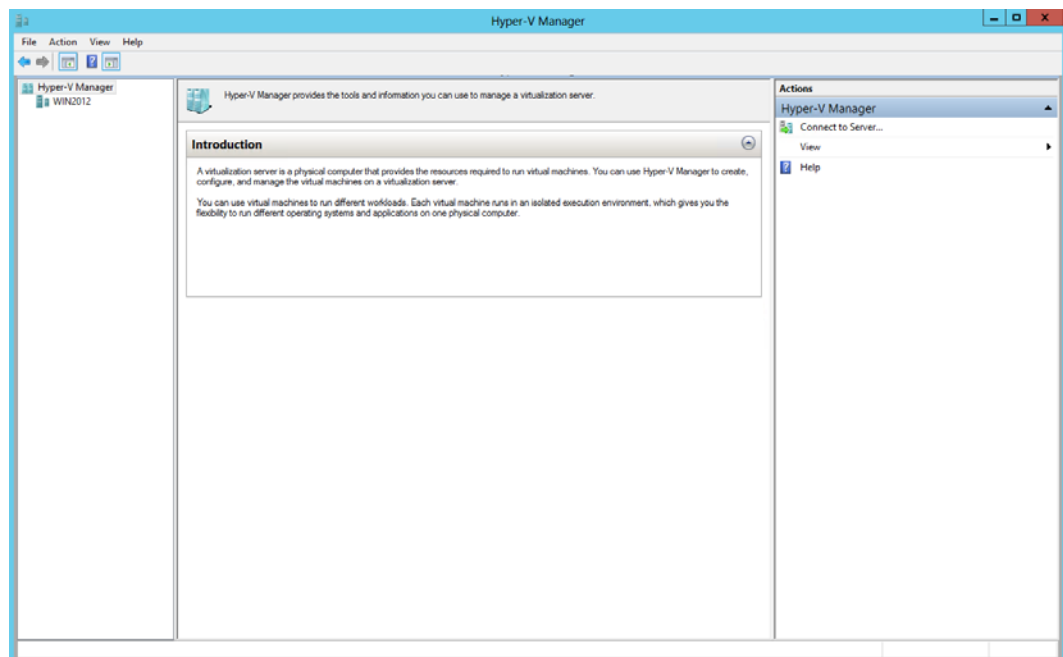 Hyper-V Manager
File Action View Help
Hyper-V Manager
WIN2012
Hyper-V Manager provides the tools and information you can use to manage a virtualization server.
Introduction
A virtualization server is a physical computer that provides the resources required to run virtual machines. You can use Hyper-V Manager to create,
configure, and manage the virtual machines on a virtualization server.
You can use virtual machines to run different workloads. Each virtual machine runs in an isolated execution environment, which gives you the
flexibility to run different operating systems and applications on one physical computer.
Actions
Hyper-V Manager
Connect to Server...
View
Help